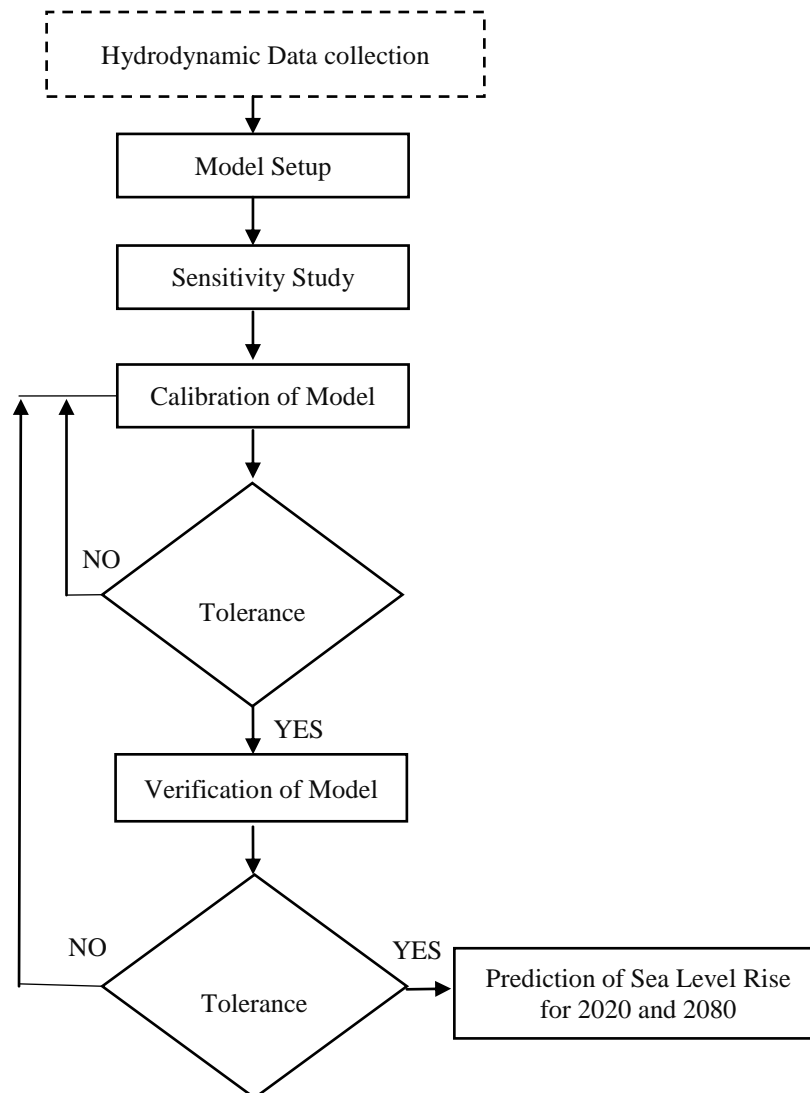 Hydrodynamic Data collection
Model Setup
Sensitivity Study
Calibration of Model
NO
Tolerance
YES
Verification of Model
NO
YES
Tolerance
Prediction of Sea Level Rise
for 2020 and 2080